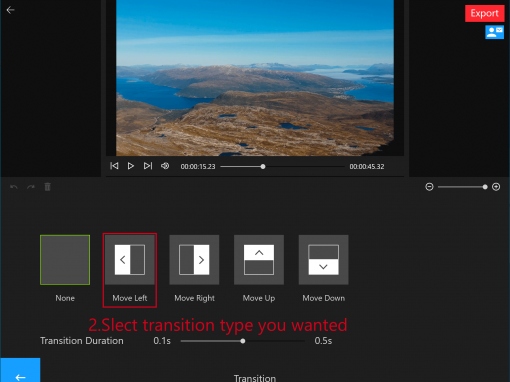 Export
00:00:15.23
00:00:45.32
None
Move Left
Move Right
Move Up
Move Down
2.Slect transition type you wanted
Transition Duration 0.1s 0.5s
Transition